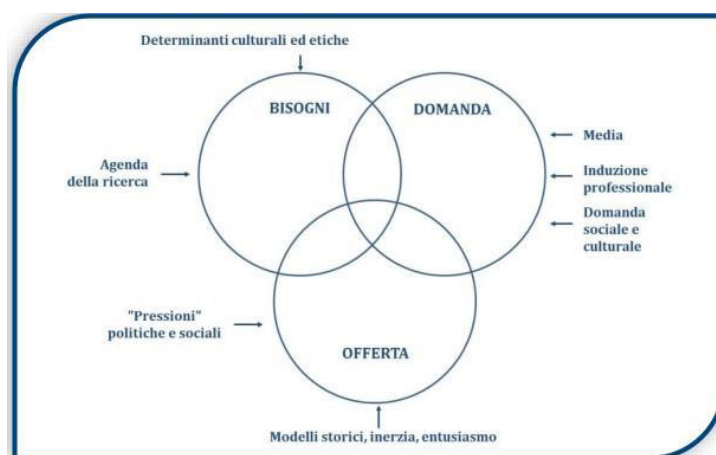 Determinanti culturali ed etiche
BISOGNI
DOMANDA
Media
Agenda
della ricerca
Induzione
professionale
Domanda
sociale e
culturale
"Pressioni"
politiche e sociali
OFFERTA
Modelli storici, inerzia, entusiasmo